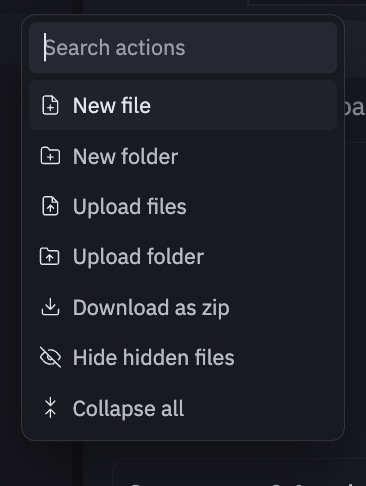 Search actions
New file
New folder
Upload files
Upload folder
Download as zip
Hide hidden files
Collapse all